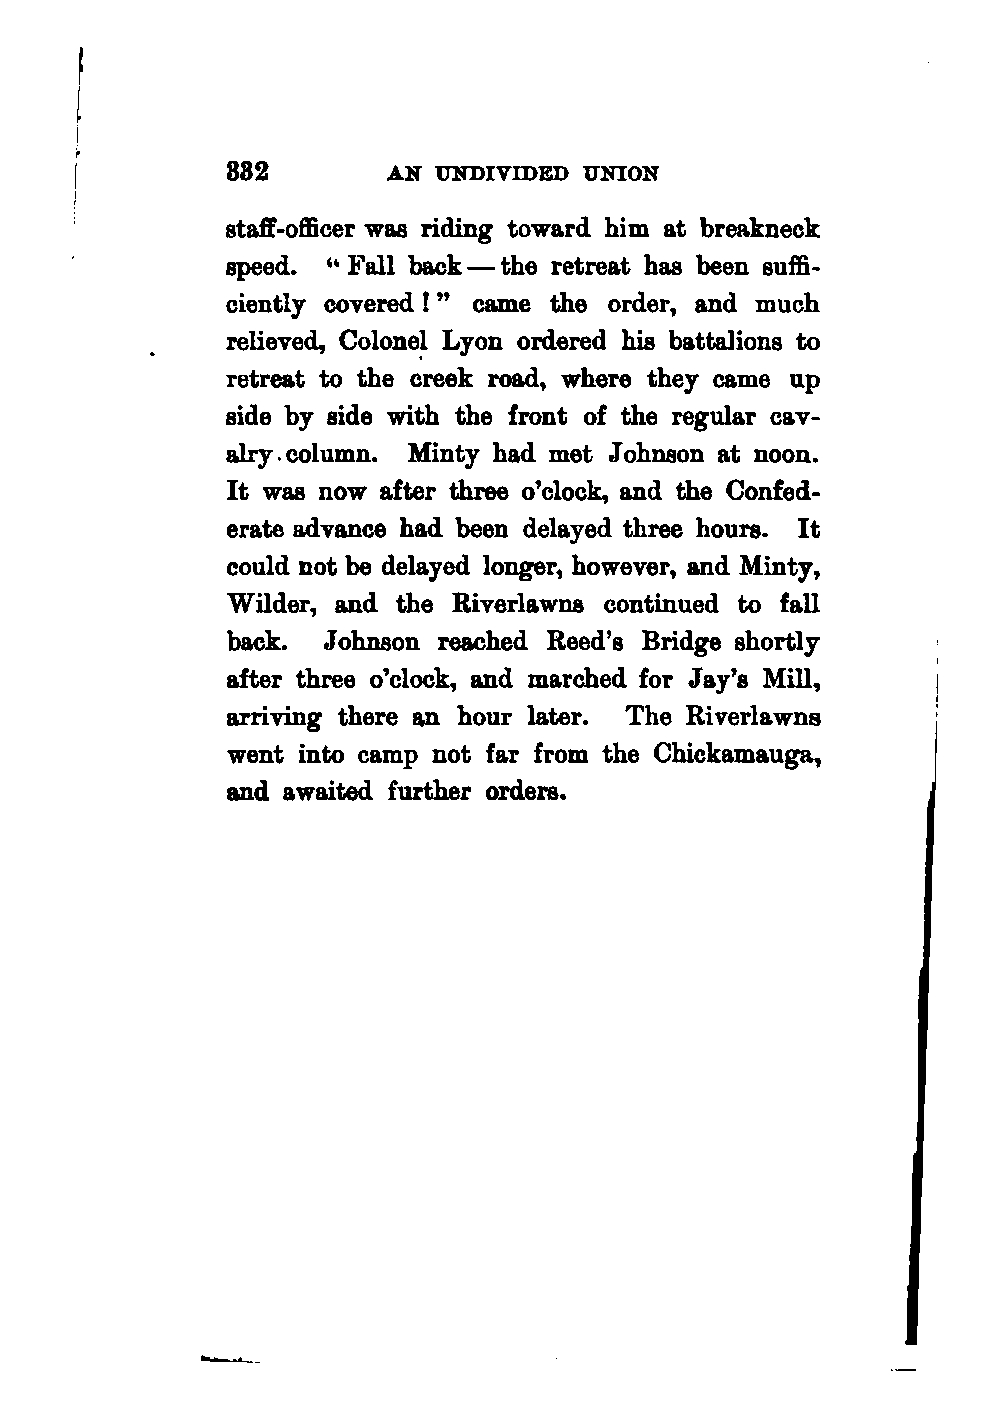 332 AN UNDIVIDED UNION
staff-officer was riding toward him at breakneck
speed. “Fall back — the retreat has been suffi-
ciently covered!” came the order, and much
relieved, Colonel Lyon ordered his battalions to
retreat to the creek road, where they came up
side by side with the front of the regular cav-
alry column. Minty had met Johnson at noon.
It was now after three o’clock, and the Confed-
erate advance had been delayed three hours. It
could not be delayed longer, however, and Minty,
Wilder, and the Riverlawns continued to fall
back. Johnson reached Reed’s Bridge shortly
after three o’clock, and marched for Jay’s Mill,
arriving there an hour later. The Riverlawns
went into camp not far from the Chickamauga,
and awaited further orders.